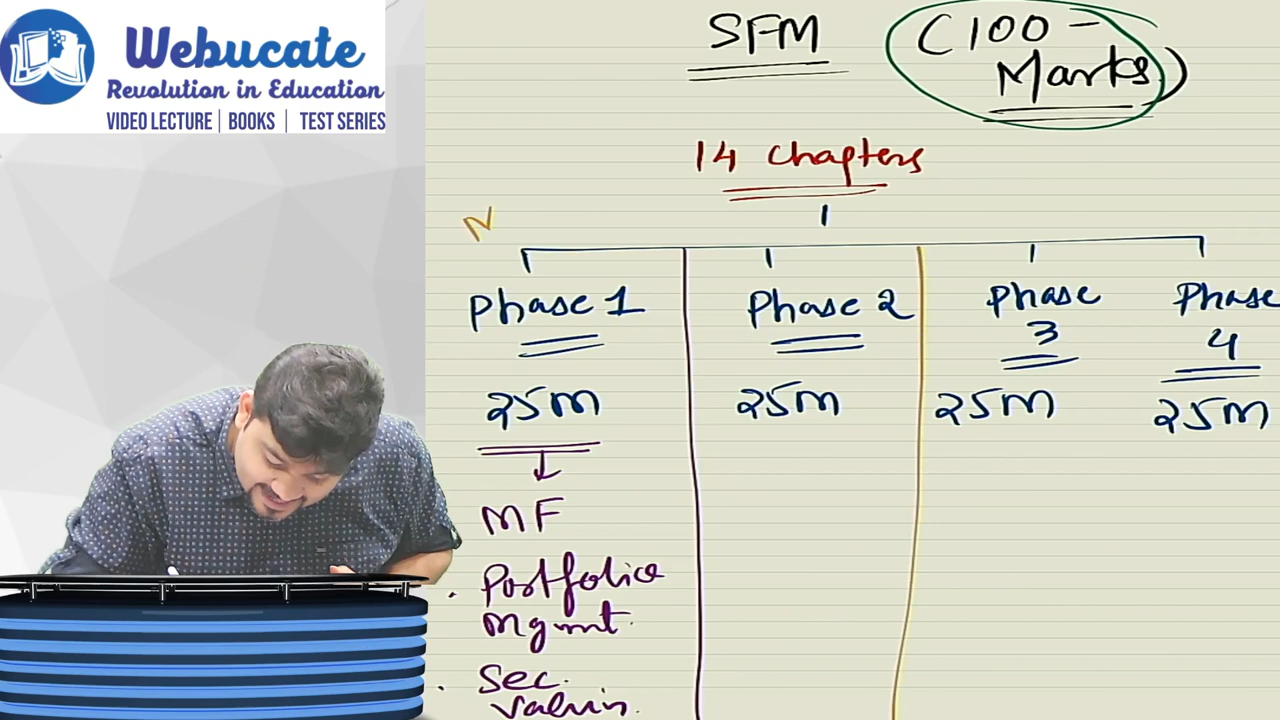 Webucate
Revolution in Education
VIDEO LECTURE | BOOKS | TEST SERIES
SFM (100 -
Marks)
14 Chapters
N
Phase 1 Phase 2 Phase Phase
3 4
25M 25M 25M 25M
MF
. Portfolio
Mgmt.
. Sec.